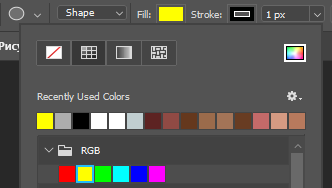 Shape Fill: Stroke: 1 px
Рису
Recently Used Colors
RGB